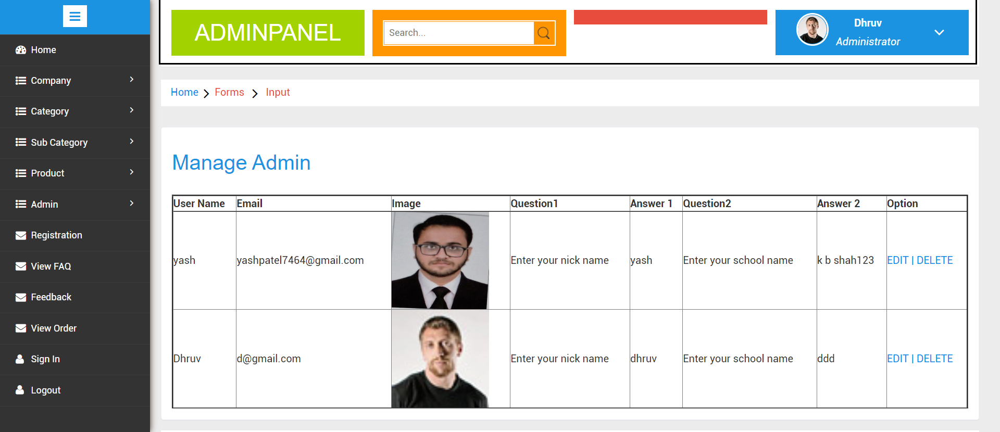 ADMINPANEL
Search...
Dhruv
Administrator
Home
Company
Category
Sub Category
Product
Admin
Registration
View FAQ
Feedback
View Order
Sign In
Logout
Home Forms Input
Manage Admin
User Name Email Image Question1 Answer 1 Question2 Answer 2 Option
yash yashpatel7464@gmail.com Enter your nick name yash Enter your school name k b shah123 EDIT | DELETE
Dhruv d@gmail.com Enter your nick name dhruv Enter your school name ddd EDIT | DELETE